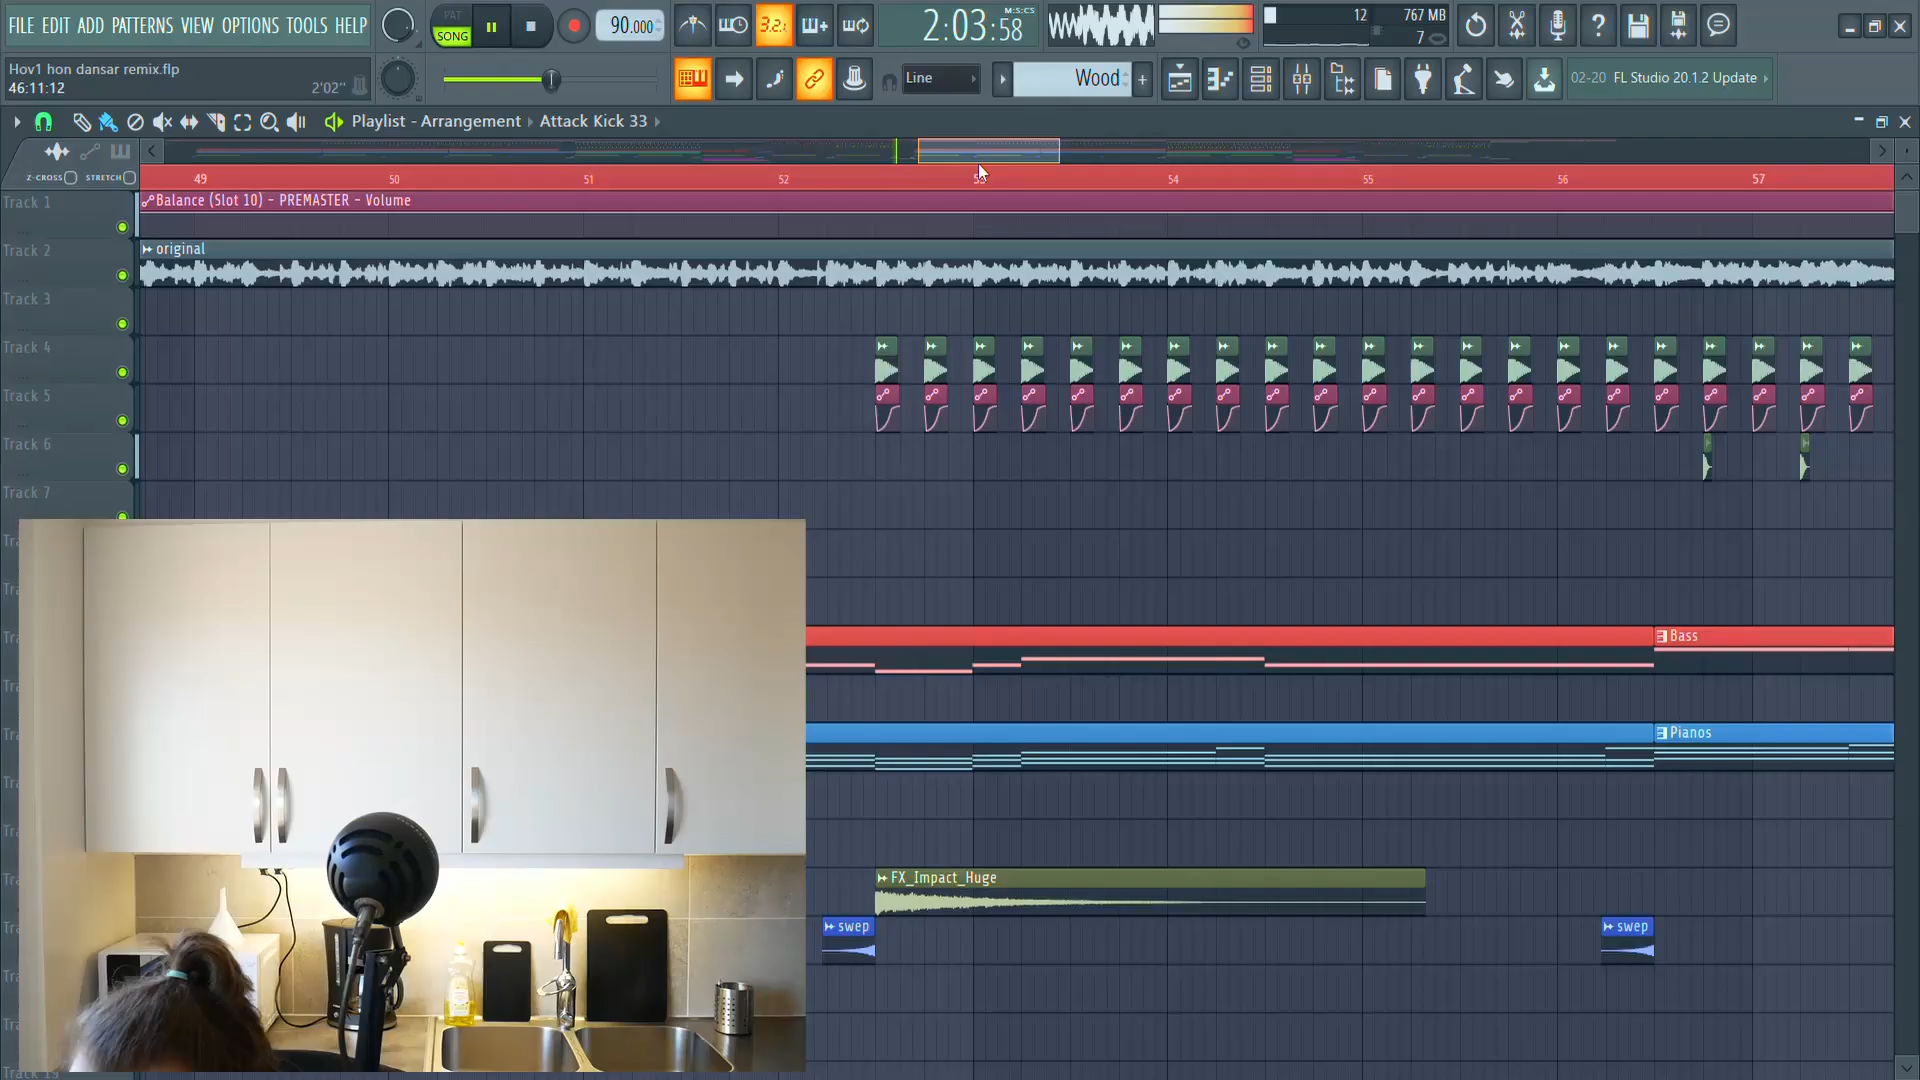 FILE EDIT ADD PATTERNS VIEW OPTIONS TOOLS HELP
PAT
SONG
90.000
3.2.
2:03:58
M:S:CS
12
767 MB
7
Hov1 hon dansar remix.flp
46:11:12
2'02"
Line
Wood
02-20 FL Studio 20.1.2 Update
Playlist - Arrangement
Attack Kick 33
Z-CROSS
STRETCH
49 50 51 52 53 54 55 56 57
Track 1
Balance (Slot 10) - PREMASTER - Volume
Track 2
original
Track 3
Track 4
Track 5
Track 6
Track 7
Bass
Pianos
FX_Impact_Huge
swep
swep